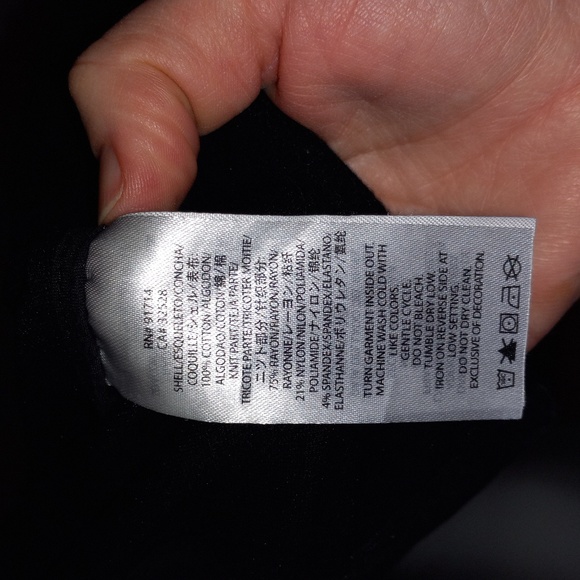 RN# 91714
CA# 32528
SHELL/ESQUELETO/CONCHA/
COQUILLE/シェル/表布:
100% COTTON/ALGODON/
ALGODAO/COTON/綿/棉
KNIT PARTE/TEJA PARTE/
TRICOTE PARTE/TRICOTER MOITIE/
ニット部分/针织部分:
75% RAYON/RAYON/RAYON/
RAYONNE/レーヨン/粘纤
21% NYLON/NILON/POLIAMIDA/
POLIAMIDE/ナイロン/锦纶
4% SPANDEX/SPANDEX/ELASTANO/
ELASTHANNE/ポリウレタン/氨纶
TURN GARMENT INSIDE OUT.
MACHINE WASH COLD WITH
LIKE COLORS.
GENTLE CYCLE.
DO NOT BLEACH.
TUMBLE DRY LOW.
IRON ON REVERSE SIDE AT
LOW SETTING.
DO NOT DRY CLEAN.
EXCLUSIVE OF DECORATION.